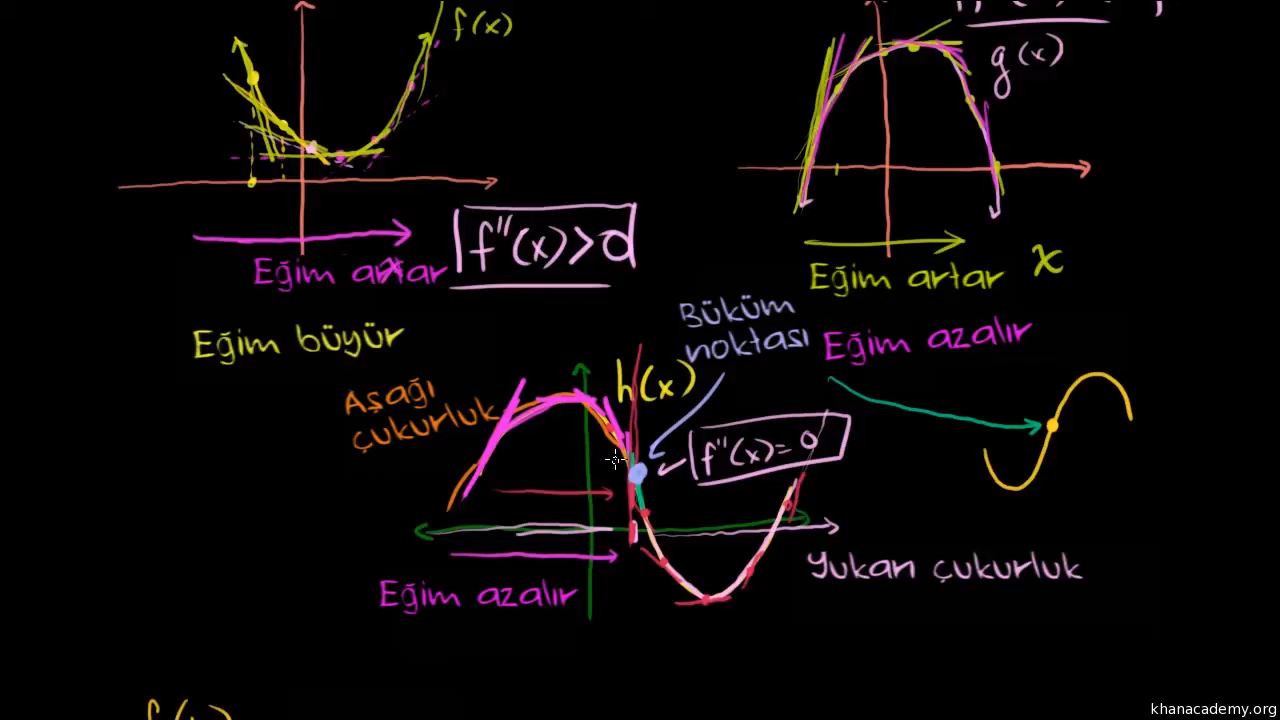 f(x)
g(x)
f''(x)>0
Eğim artar
Eğim artar x
Eğim büyür
Büküm
noktası
Eğim azalır
h(x)
Aşağı
çukurluk
f''(x)=0
Yukarı çukurluk
Eğim azalır
khanacademy.org